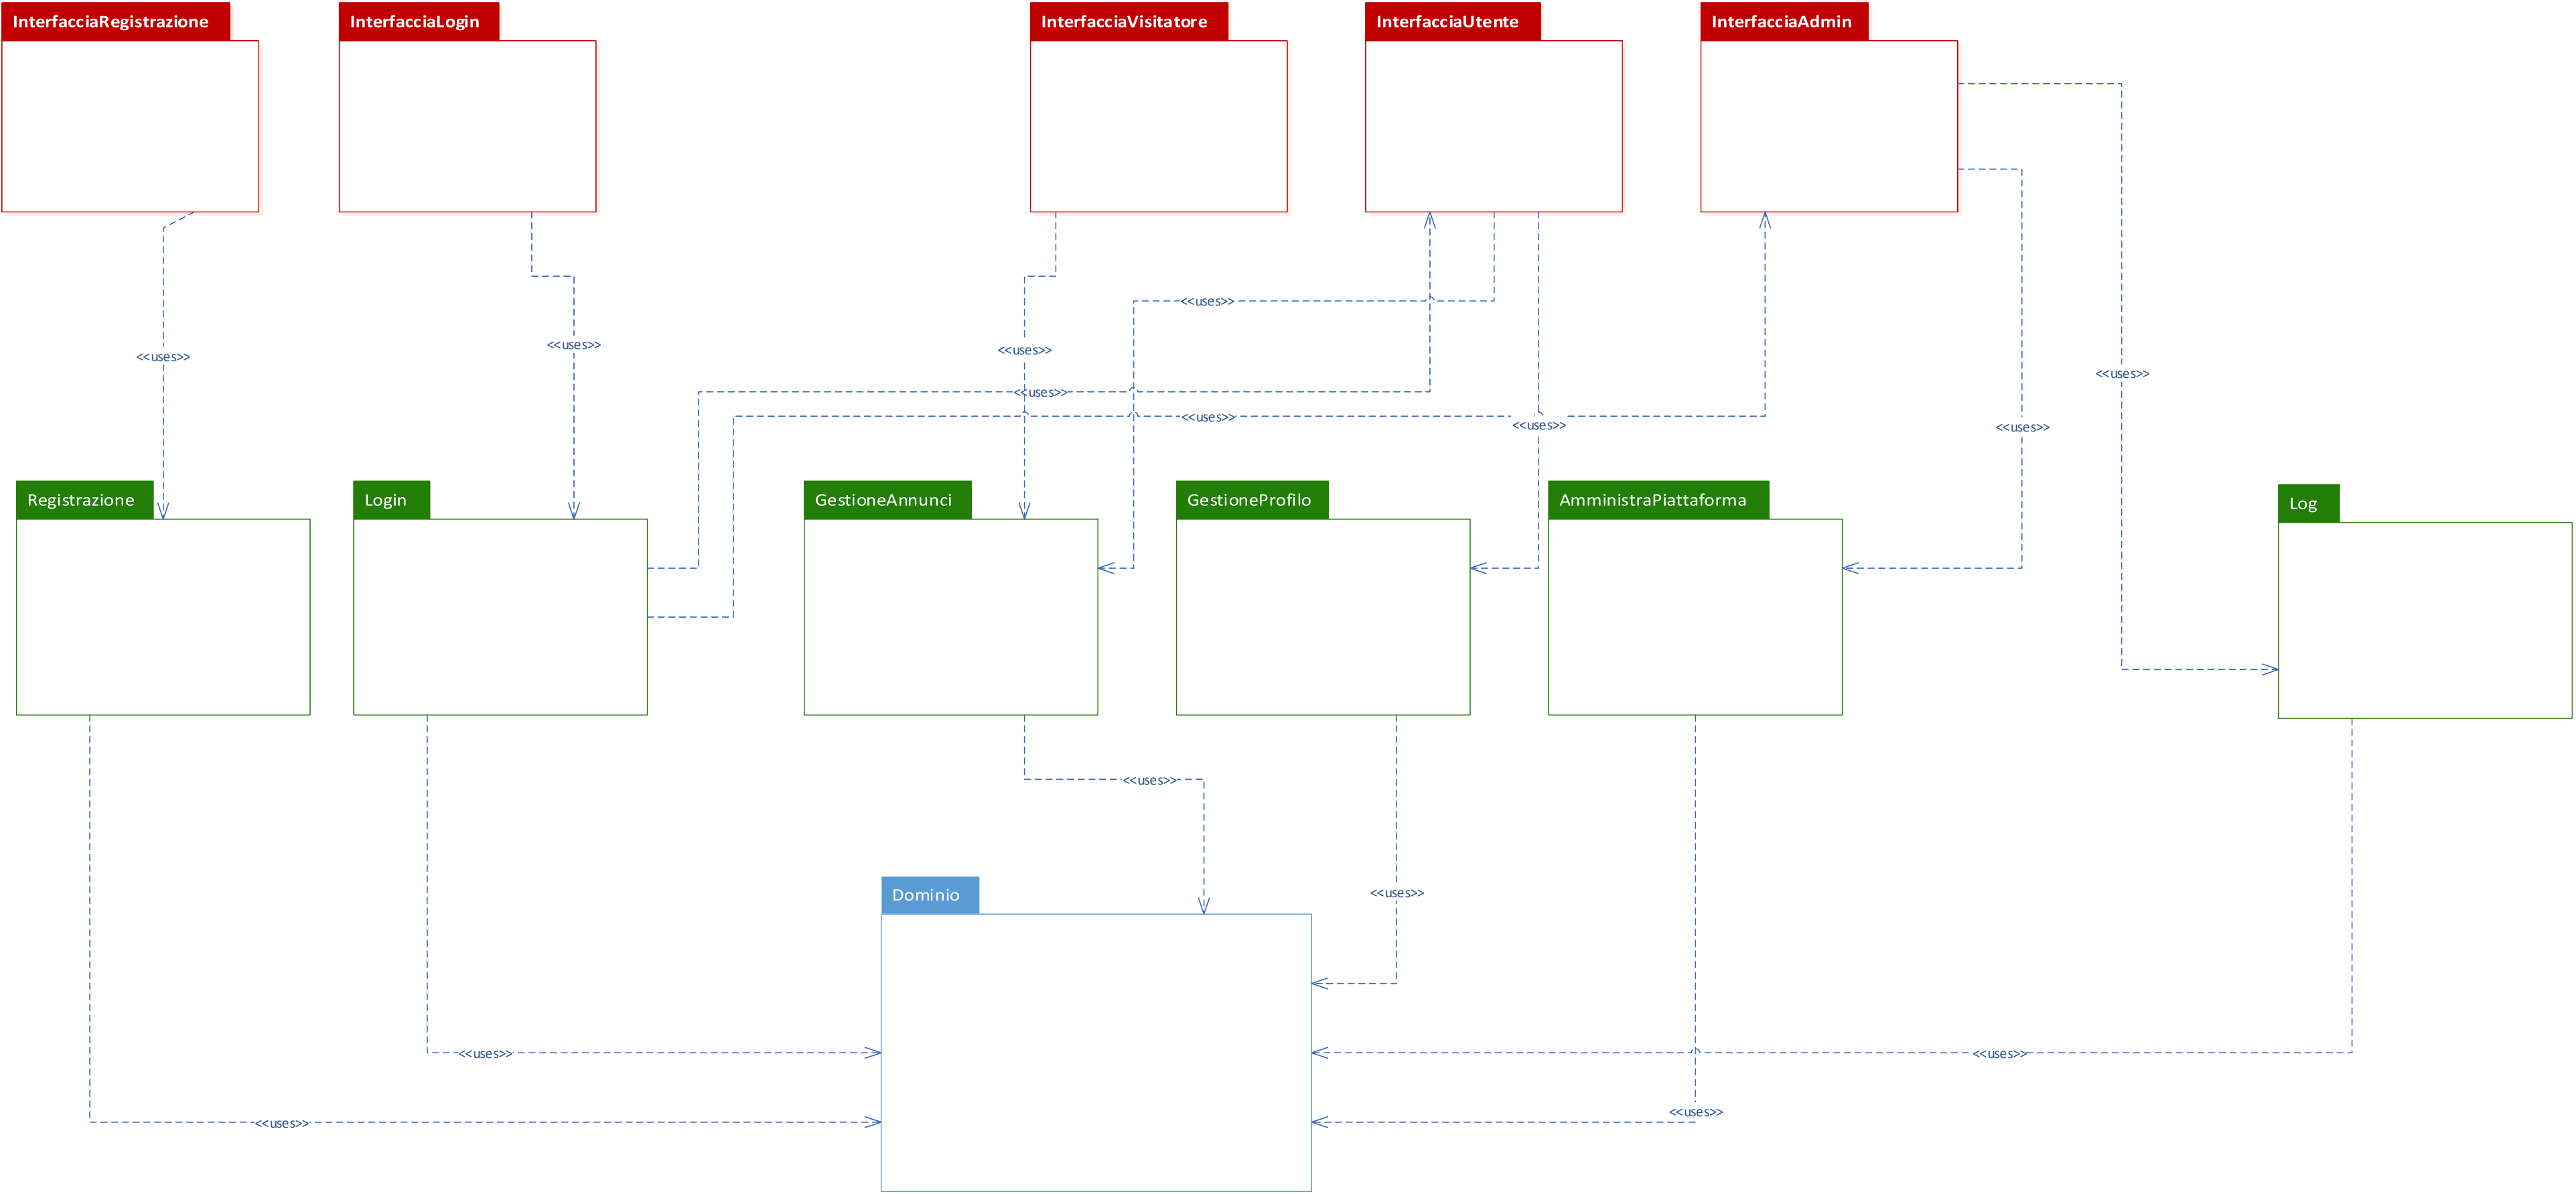 InterfacciaRegistrazione
InterfacciaLogin
InterfacciaVisitatore
InterfacciaUtente
InterfacciaAdmin
<<uses>>
<<uses>>
<<uses>>
<<uses>>
<<uses>>
<<uses>>
<<uses>>
<<uses>>
<<uses>>
<<uses>>
Registrazione
Login
GestioneAnnunci
GestioneProfilo
AmministraPiattaforma
Log
<<uses>>
<<uses>>
Dominio
<<uses>>
<<uses>>
<<uses>>
<<uses>>